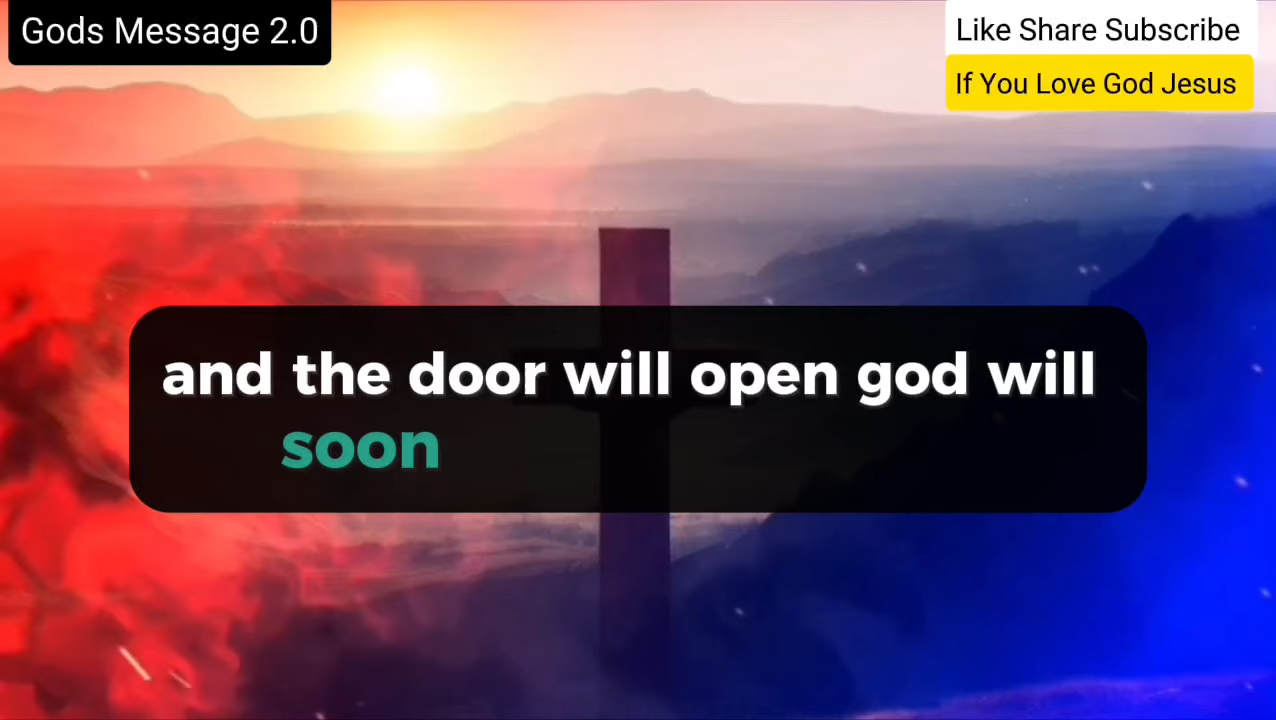 Gods Message 2.0
Like Share Subscribe
If You Love God Jesus
and the door will open god will
soon